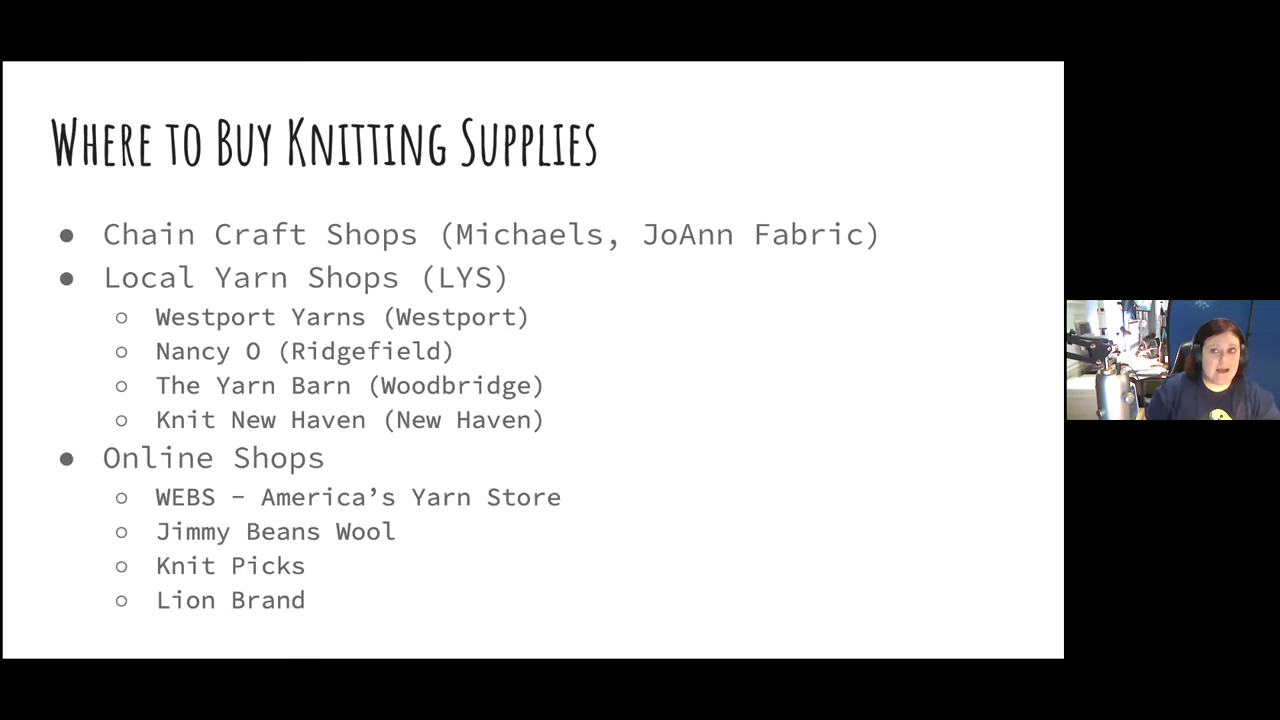 Where to Buy Knitting Supplies
● Chain Craft Shops (Michaels, JoAnn Fabric)
● Local Yarn Shops (LYS)
○ Westport Yarns (Westport)
○ Nancy O (Ridgefield)
○ The Yarn Barn (Woodbridge)
○ Knit New Haven (New Haven)
● Online Shops
○ WEBS – America’s Yarn Store
○ Jimmy Beans Wool
○ Knit Picks
○ Lion Brand